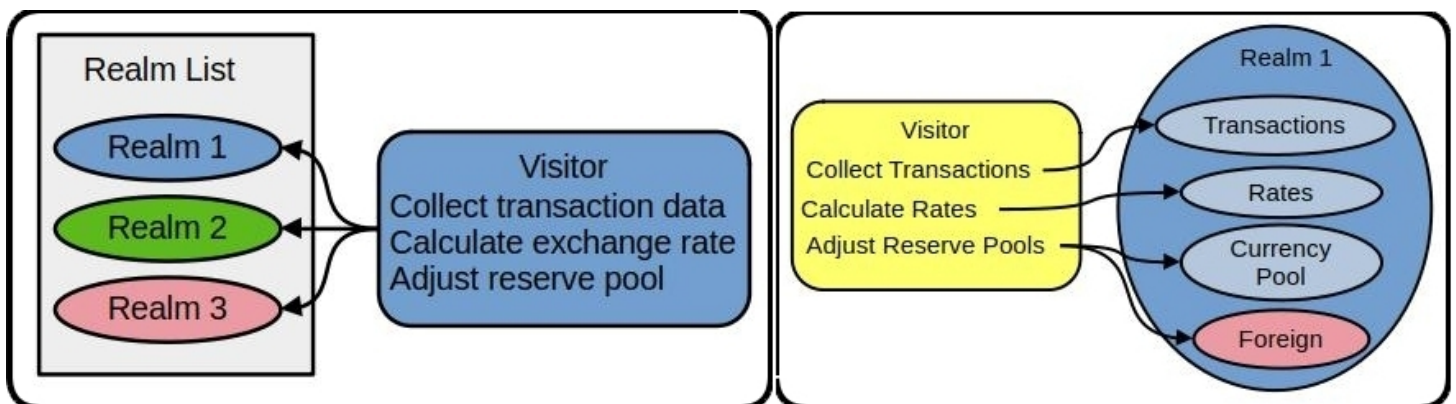 Realm List
Realm 1
Realm 2
Realm 3
Visitor
Collect transaction data
Calculate exchange rate
Adjust reserve pool
Visitor
Collect Transactions
Calculate Rates
Adjust Reserve Pools
Realm 1
Transactions
Rates
Currency
Pool
Foreign